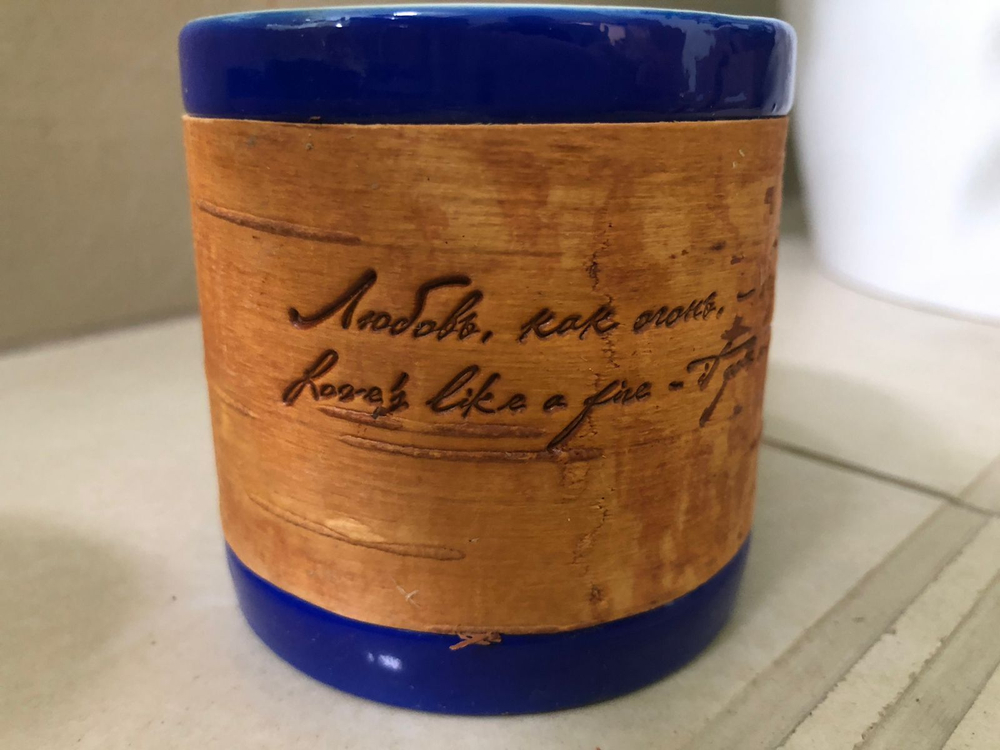 Любовь, как огонь, -
Love's like a fire -